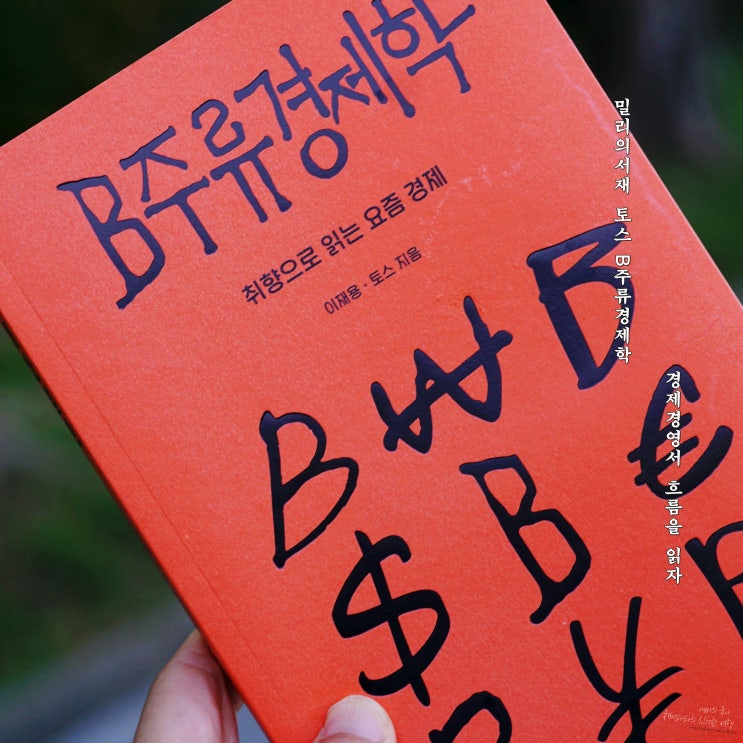 B주류경제학
취향으로 읽는 요즘 경제
이재용 · 토스 지음
B ₩ B
B €
$ B
¥
밀리의서재 토스 B주류경제학
경제경영서 흐름을 읽자